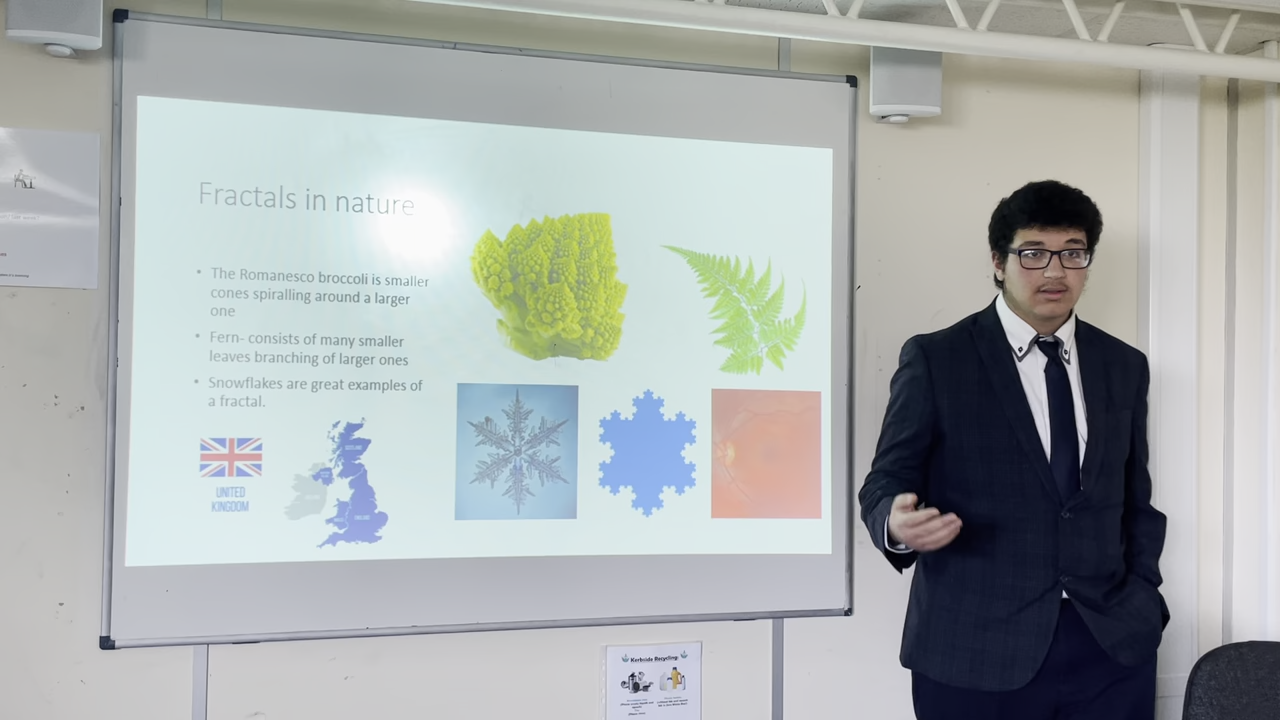 Fractals in nature
• The Romanesco broccoli is smaller
cones spiralling around a larger
one
• Fern- consists of many smaller
leaves branching of larger ones
• Snowflakes are great examples of
a fractal.
UNITED
KINGDOM
Kerbside Recycling: